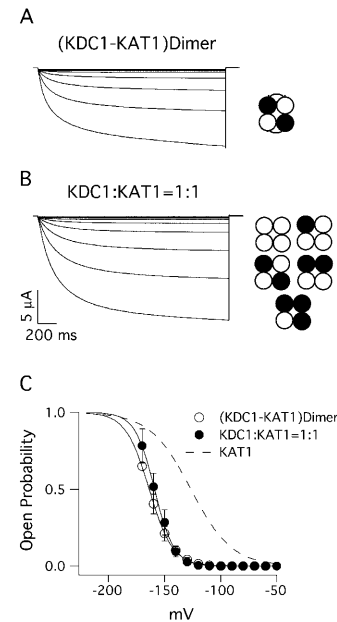 A
(KDC1-KAT1)Dimer
B
KDC1:KAT1=1:1
5 µA
200 ms
C
1.0
0.5
0.0
Open Probability
(KDC1-KAT1)Dimer
KDC1:KAT1=1:1
KAT1
-200
-150
-100
-50
mV